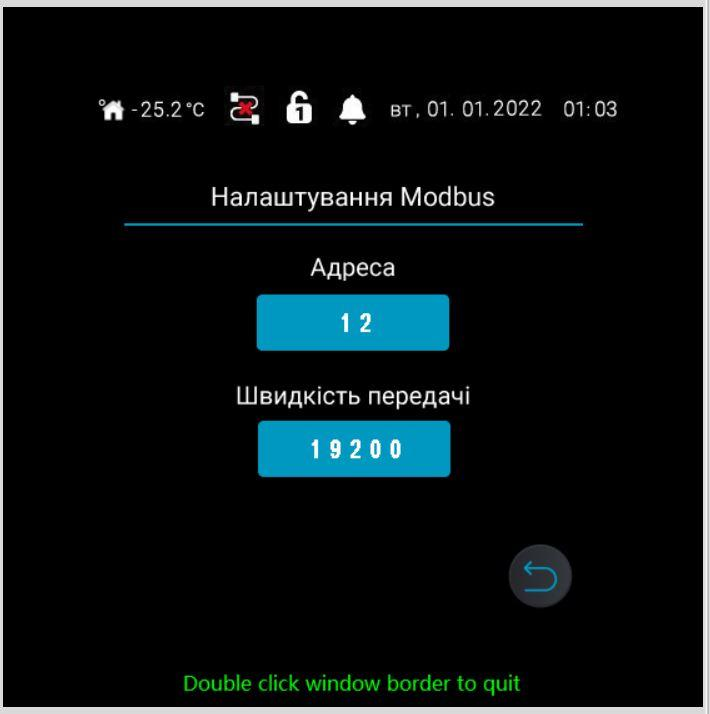 -25.2°C 1 вт, 01. 01.2022 01:03
Налаштування Modbus
Адреса
12
Швидкість передачі
19200
Double click window border to quit